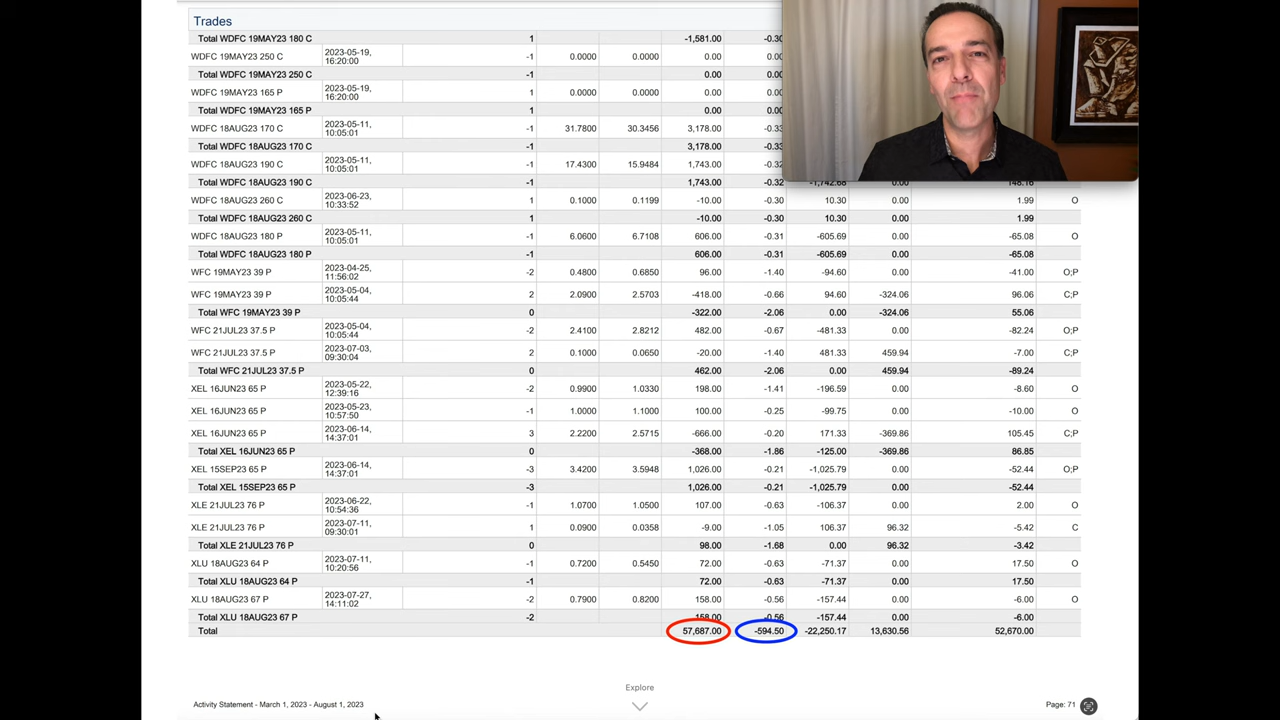 Trades
Total WDFC 19MAY23 180 C 1 -1,581.00 -0.30
WDFC 19MAY23 250 C 2023-05-19, 16:20:00 -1 0.0000 0.0000 0.00 0.00
Total WDFC 19MAY23 250 C -1 0.00 0.00
WDFC 19MAY23 165 P 2023-05-19, 16:20:00 1 0.0000 0.0000 0.00 0.00
Total WDFC 19MAY23 165 P 1 0.00 0.00
WDFC 18AUG23 170 C 2023-05-11, 10:05:01 -1 31.7800 30.3456 3,178.00 -0.33
Total WDFC 18AUG23 170 C -1 3,178.00 -0.33
WDFC 18AUG23 190 C 2023-05-11, 10:05:01 -1 17.4300 15.9484 1,743.00 -0.32
Total WDFC 18AUG23 190 C -1 1,743.00 -0.32 -1,742.68 0.00 148.16
WDFC 18AUG23 260 C 2023-06-23, 10:33:52 1 0.1000 0.1199 -10.00 -0.30 10.30 0.00 1.99 O
Total WDFC 18AUG23 260 C 1 -10.00 -0.30 10.30 0.00 1.99
WDFC 18AUG23 180 P 2023-05-11, 10:05:01 -1 6.0600 6.7108 606.00 -0.31 -605.69 0.00 -65.08 O
Total WDFC 18AUG23 180 P -1 606.00 -0.31 -605.69 0.00 -65.08
WFC 19MAY23 39 P 2023-04-25, 11:56:02 -2 0.4800 0.6850 96.00 -1.40 -94.60 0.00 -41.00 O;P
WFC 19MAY23 39 P 2023-05-04, 10:05:44 2 2.0900 2.5703 -418.00 -0.66 94.60 -324.06 96.06 C;P
Total WFC 19MAY23 39 P 0 -322.00 -2.06 0.00 -324.06 55.06
WFC 21JUL23 37.5 P 2023-05-04, 10:05:44 -2 2.4100 2.8212 482.00 -0.67 -481.33 0.00 -82.24 O;P
WFC 21JUL23 37.5 P 2023-07-03, 09:30:04 2 0.1000 0.0650 -20.00 -1.40 481.33 459.94 -7.00 C;P
Total WFC 21JUL23 37.5 P 0 462.00 -2.06 0.00 459.94 -89.24
XEL 16JUN23 65 P 2023-05-22, 12:39:16 -2 0.9900 1.0330 198.00 -1.41 -196.59 0.00 -8.60 O
XEL 16JUN23 65 P 2023-05-23, 10:57:50 -1 1.0000 1.1000 100.00 -0.25 -99.75 0.00 -10.00 O
XEL 16JUN23 65 P 2023-06-14, 14:37:01 3 2.2200 2.5715 -666.00 -0.20 171.33 -369.86 105.45 C;P
Total XEL 16JUN23 65 P 0 -368.00 -1.86 -125.00 -369.86 86.85
XEL 15SEP23 65 P 2023-06-14, 14:37:01 -3 3.4200 3.5948 1,026.00 -0.21 -1,025.79 0.00 -52.44 O;P
Total XEL 15SEP23 65 P -3 1,026.00 -0.21 -1,025.79 0.00 -52.44
XLE 21JUL23 76 P 2023-06-22, 10:54:36 -1 1.0700 1.0500 107.00 -0.63 -106.37 0.00 2.00 O
XLE 21JUL23 76 P 2023-07-11, 09:30:01 1 0.0900 0.0358 -9.00 -1.05 106.37 96.32 -5.42 C
Total XLE 21JUL23 76 P 0 98.00 -1.68 0.00 96.32 -3.42
XLU 18AUG23 64 P 2023-07-11, 10:20:56 -1 0.7200 0.5450 72.00 -0.63 -71.37 0.00 17.50 O
Total XLU 18AUG23 64 P -1 72.00 -0.63 -71.37 0.00 17.50
XLU 18AUG23 67 P 2023-07-27, 14:11:02 -2 0.7900 0.8200 158.00 -0.56 -157.44 0.00 -6.00 O
Total XLU 18AUG23 67 P -2 158.00 -0.56 -157.44 0.00 -6.00
Total 57,687.00 -594.50 -22,250.17 13,630.56 52,670.00
Explore
Activity Statement - March 1, 2023 - August 1, 2023 Page: 71